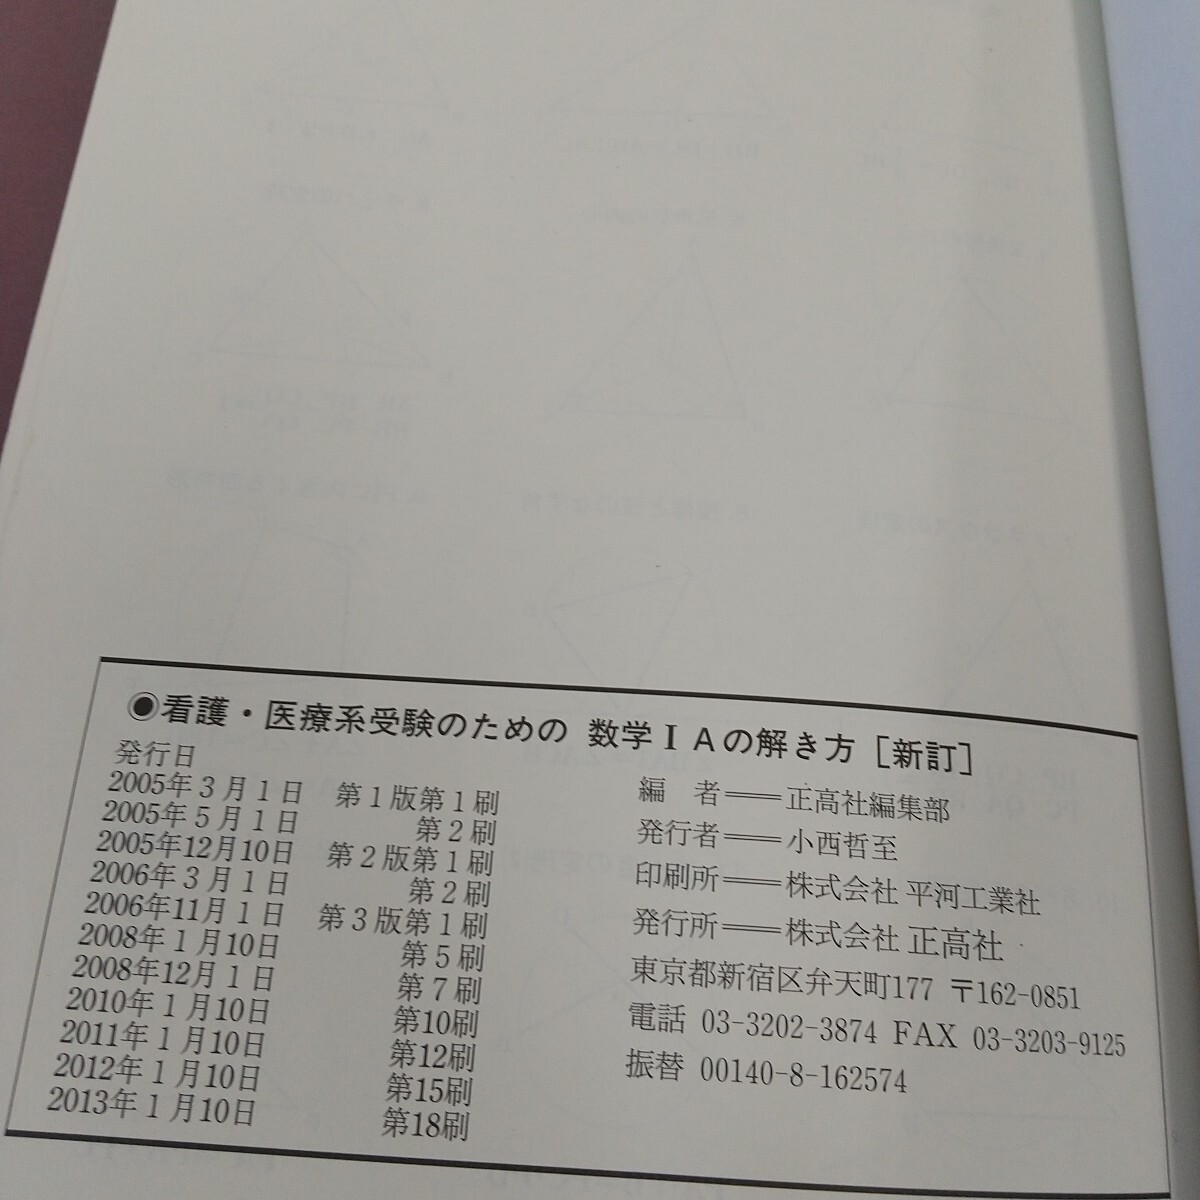 ◉看護・医療系受験のための 数学ⅠAの解き方［新訂］
発行日
2005年3月1日 第1版第1刷
2005年5月1日 第2刷
2005年12月10日 第2版第1刷
2006年3月1日 第2刷
2006年11月1日 第3版第1刷
2008年1月10日 第5刷
2008年12月1日 第7刷
2010年1月10日 第10刷
2011年1月10日 第12刷
2012年1月10日 第15刷
2013年1月10日 第18刷
編 者――正高社編集部
発行者――小西哲至
印刷所――株式会社 平河工業社
発行所――株式会社 正高社
東京都新宿区弁天町177 〒162-0851
電話 03-3202-3874 FAX 03-3203-9125
振替 00140-8-162574